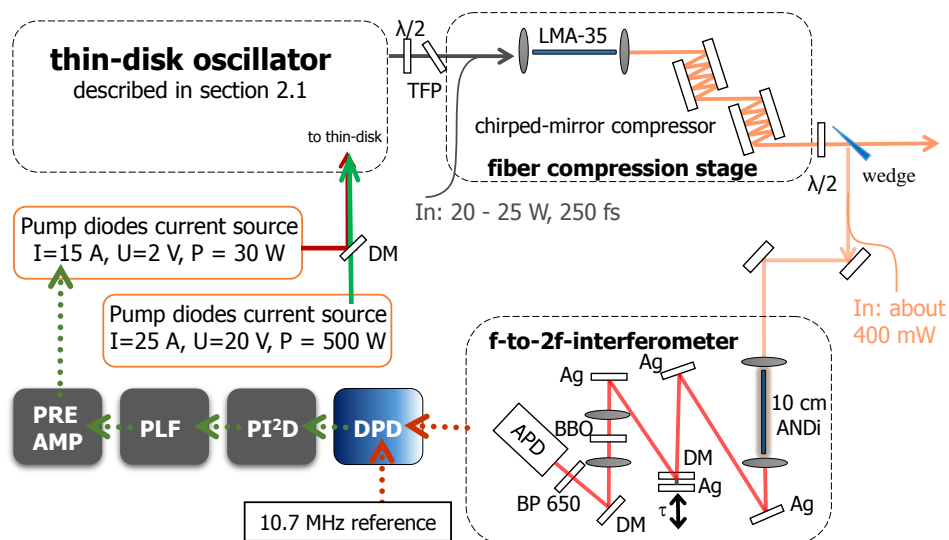 thin-disk oscillator
described in section 2.1
to thin-disk
λ/2
TFP
LMA-35
chirped-mirror compressor
fiber compression stage
In: 20 - 25 W, 250 fs
λ/2
wedge
In: about
400 mW
Pump diodes current source
I=15 A, U=2 V, P = 30 W
DM
Pump diodes current source
I=25 A, U=20 V, P = 500 W
PRE
AMP
PLF
PI²D
DPD
10.7 MHz reference
f-to-2f-interferometer
Ag
Ag
APD
BBO
BP 650
DM
DM
Ag
τ
10 cm
ANDi
Ag